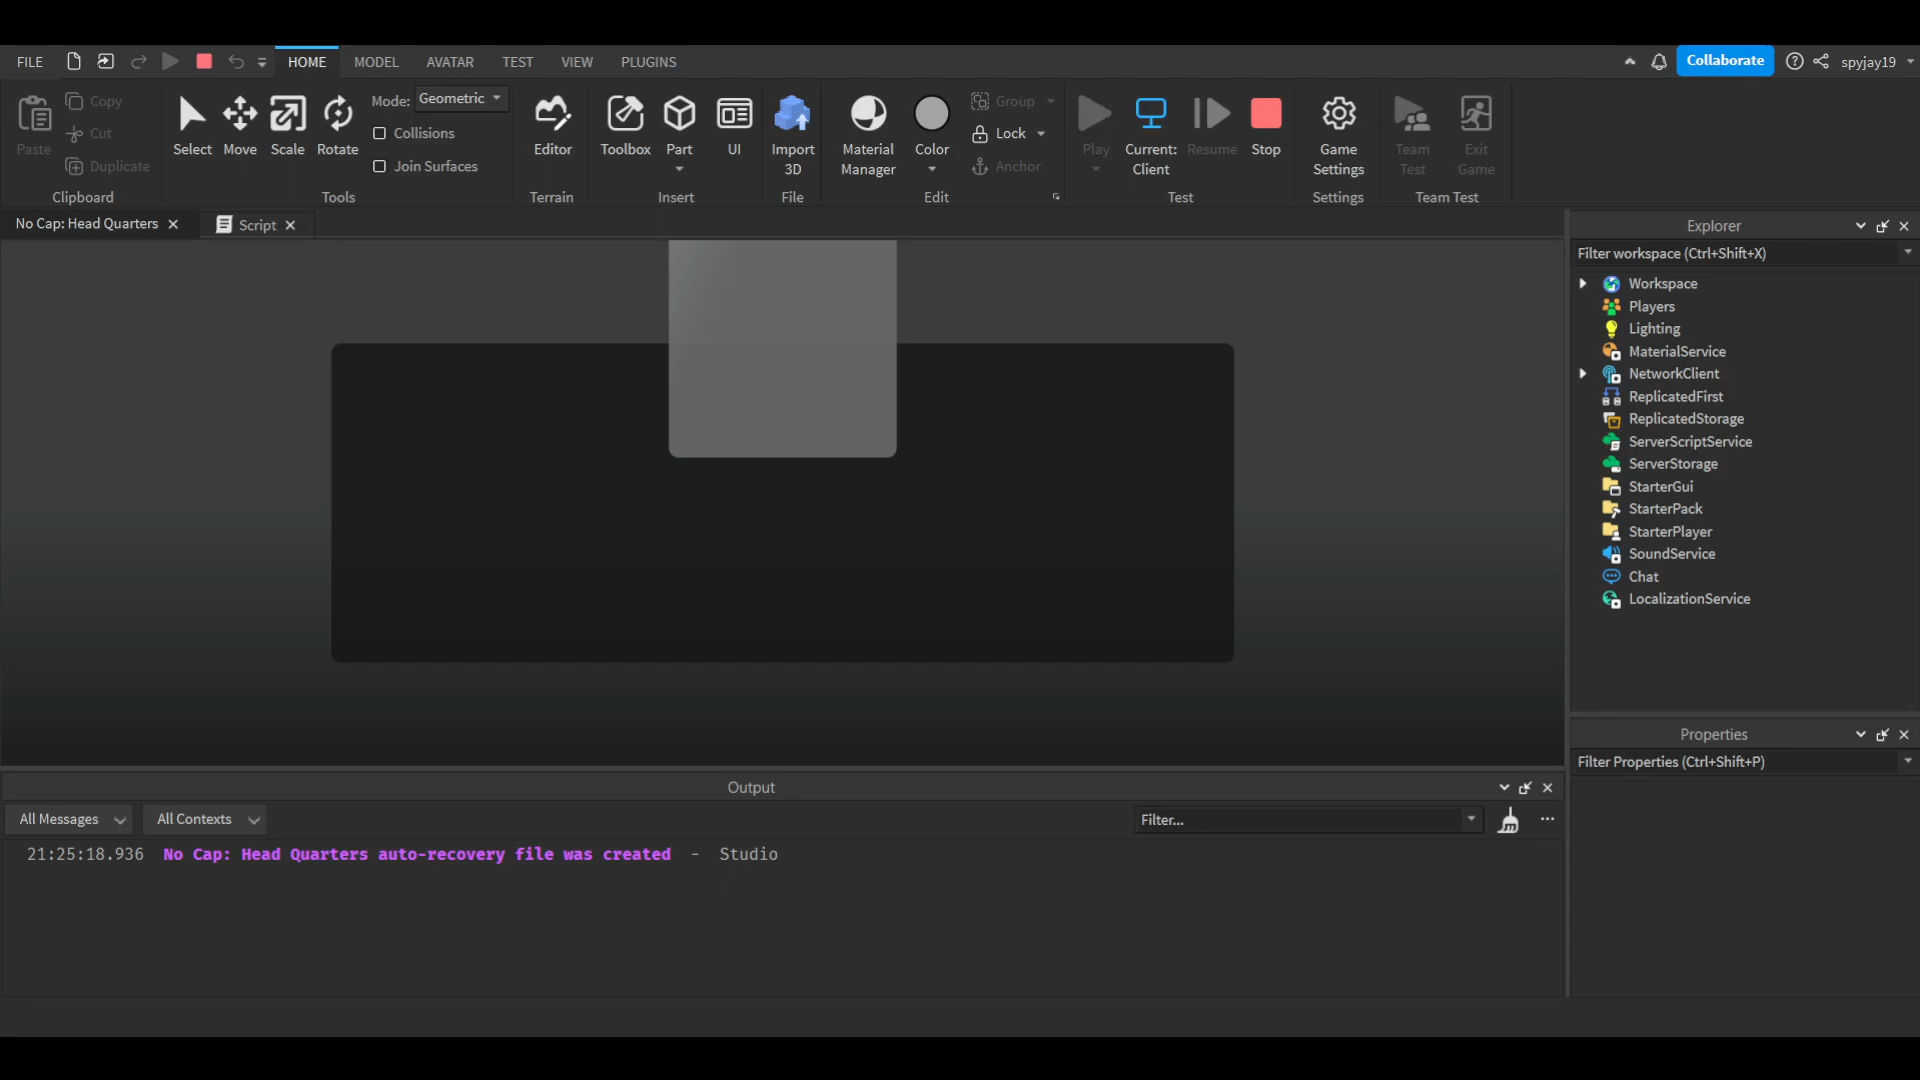 FILE HOME MODEL AVATAR TEST VIEW PLUGINS Collaborate spyjay19
Paste Copy Cut Duplicate
Clipboard
Select Move Scale Rotate
Mode: Geometric
Collisions
Join Surfaces
Tools
Editor
Terrain
Toolbox Part UI
Insert
Import 3D
File
Material Manager Color
Group
Lock
Anchor
Edit
Play Current: Client Resume Stop
Test
Game Settings
Settings
Team Test Exit Game
Team Test
No Cap: Head Quarters Script
Explorer
Filter workspace (Ctrl+Shift+X)
Workspace
Players
Lighting
MaterialService
NetworkClient
ReplicatedFirst
ReplicatedStorage
ServerScriptService
ServerStorage
StarterGui
StarterPack
StarterPlayer
SoundService
Chat
LocalizationService
Properties
Filter Properties (Ctrl+Shift+P)
Output
All Messages All Contexts Filter...
21:25:18.936 No Cap: Head Quarters auto-recovery file was created - Studio